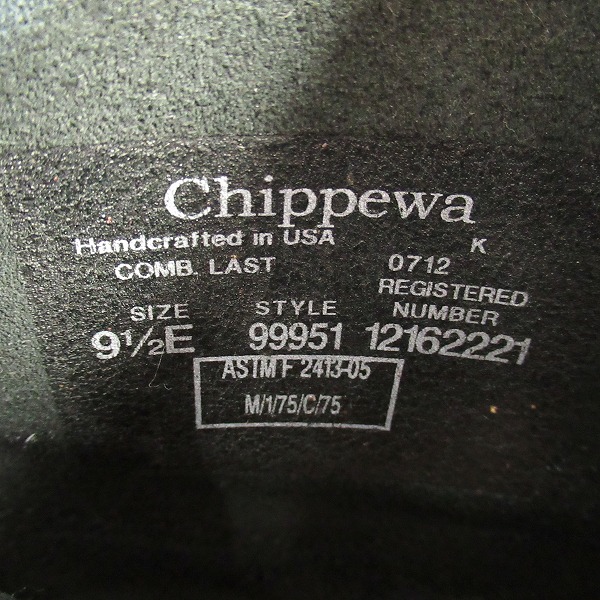 Chippewa
Handcrafted in USA K
COMB. LAST 0712
REGISTERED
SIZE STYLE NUMBER
9½E 99951 12162221
ASTM F 2413-05
M/1/75/C/75